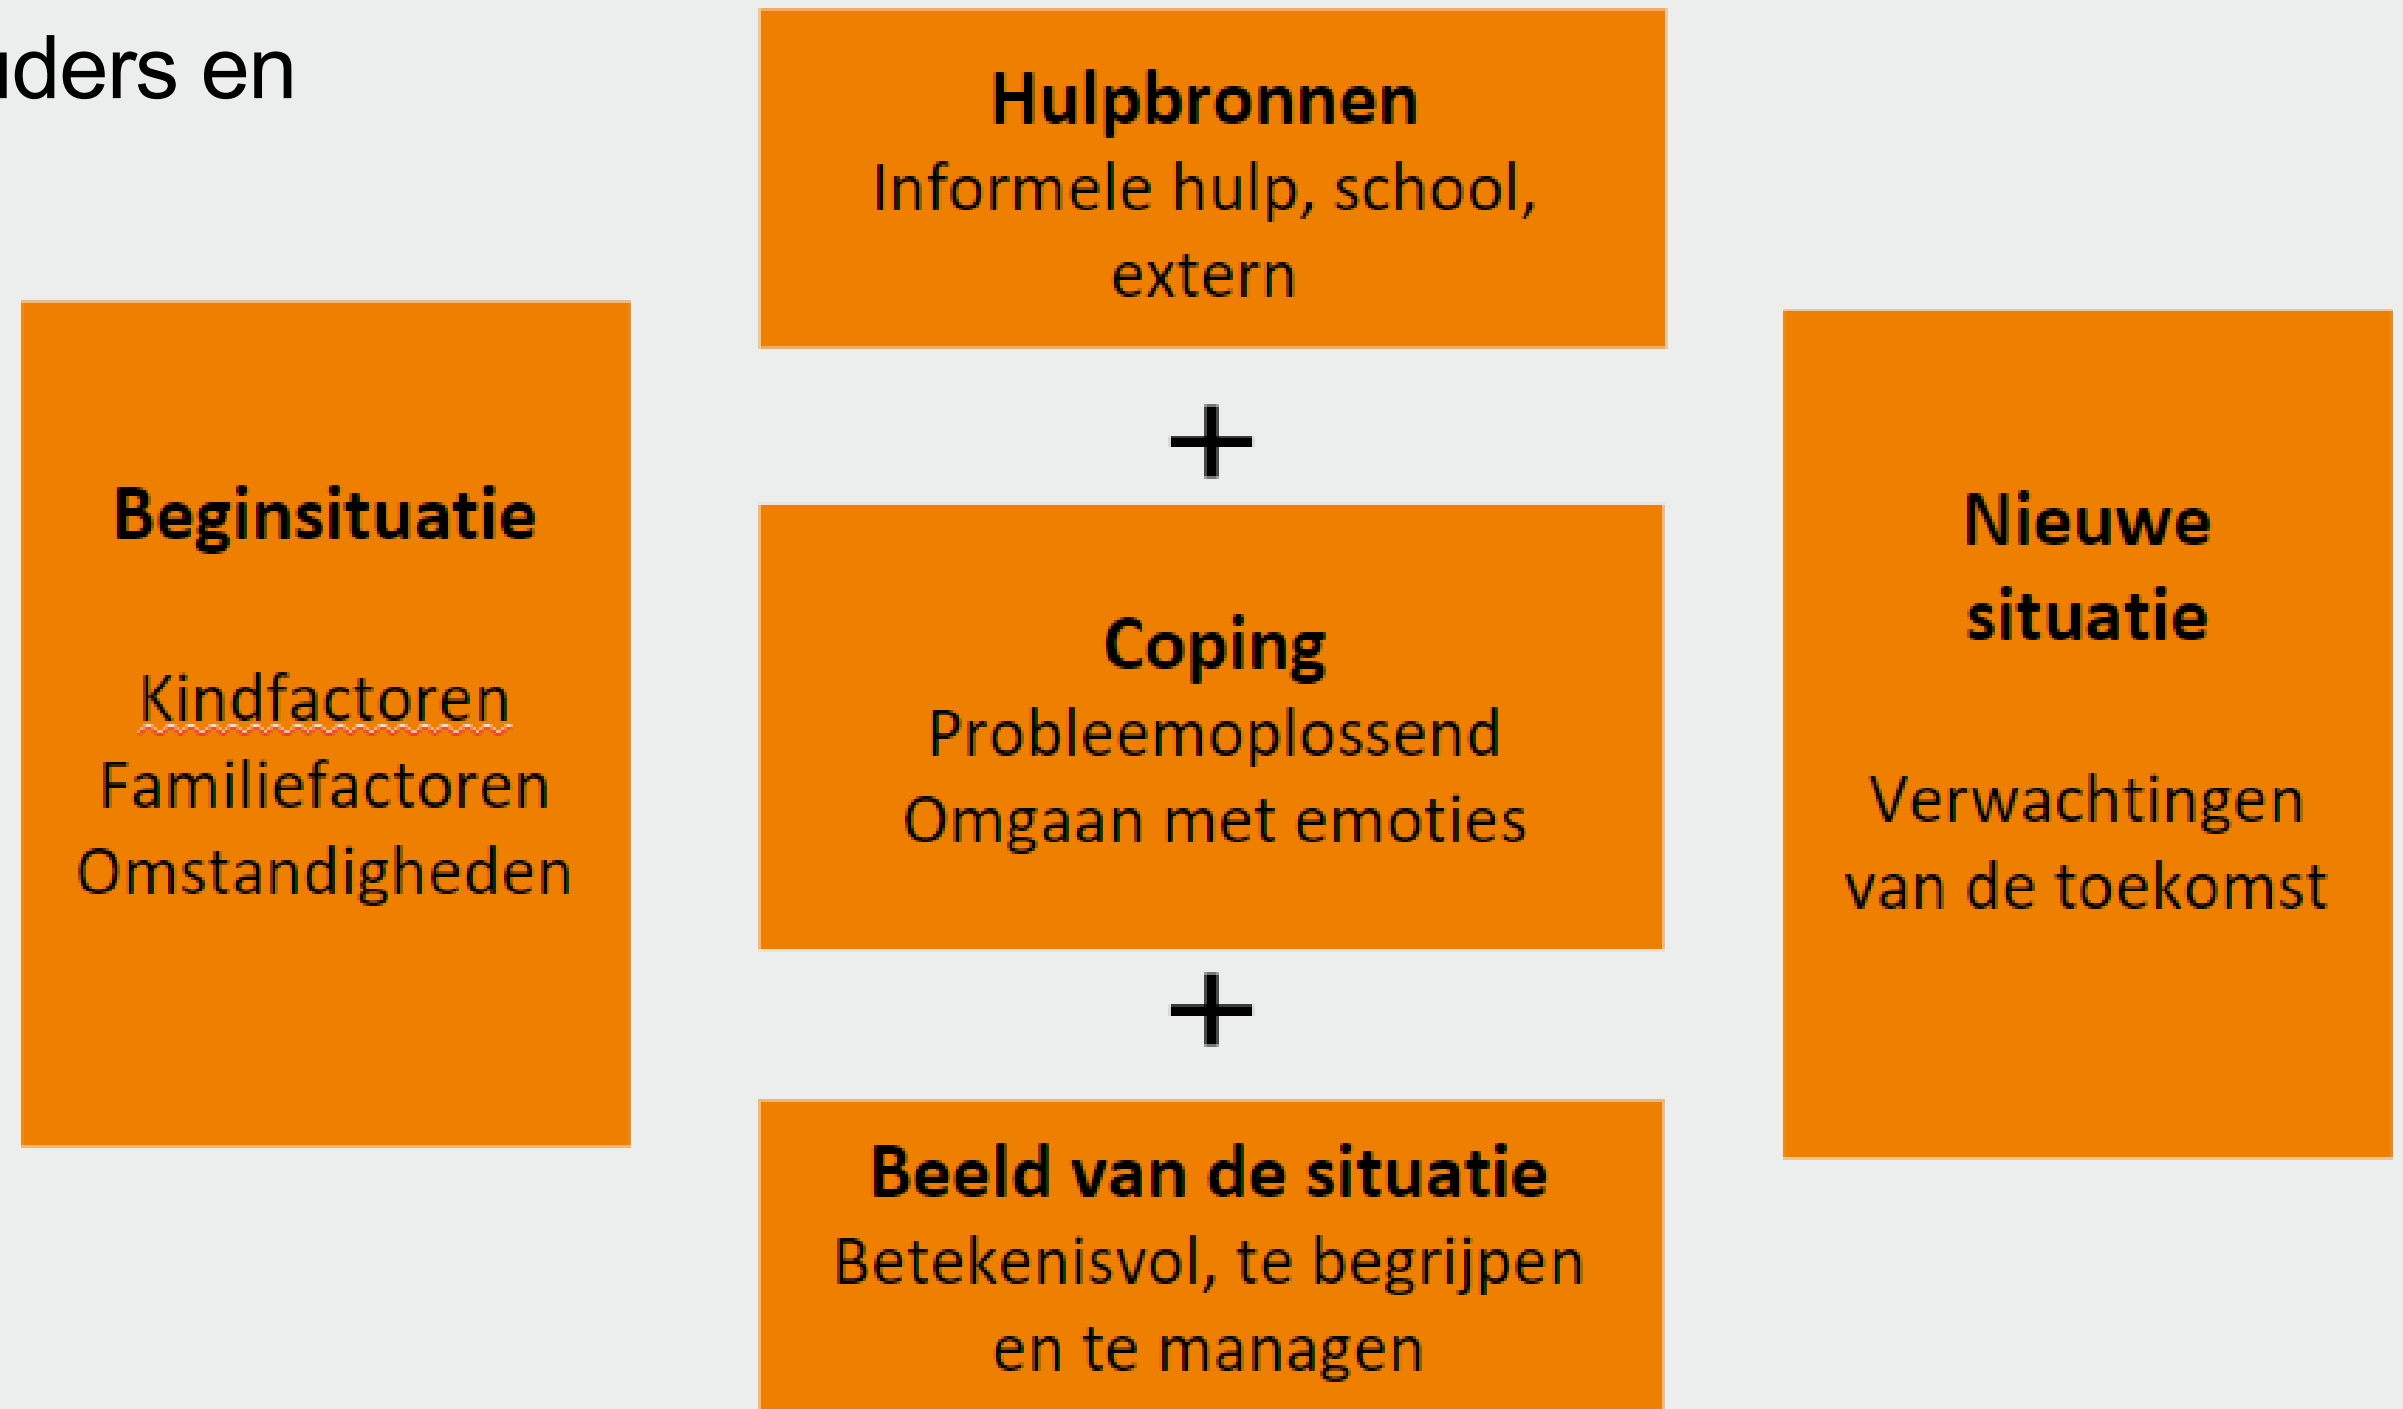 uders en
Hulpbronnen
Informele hulp, school,
extern
Beginsituatie
Kindfactoren
Familiefactoren
Omstandigheden
+
Coping
Probleemoplossend
Omgaan met emoties
+
Beeld van de situatie
Betekenisvol, te begrijpen
en te managen
Nieuwe
situatie
Verwachtingen
van de toekomst